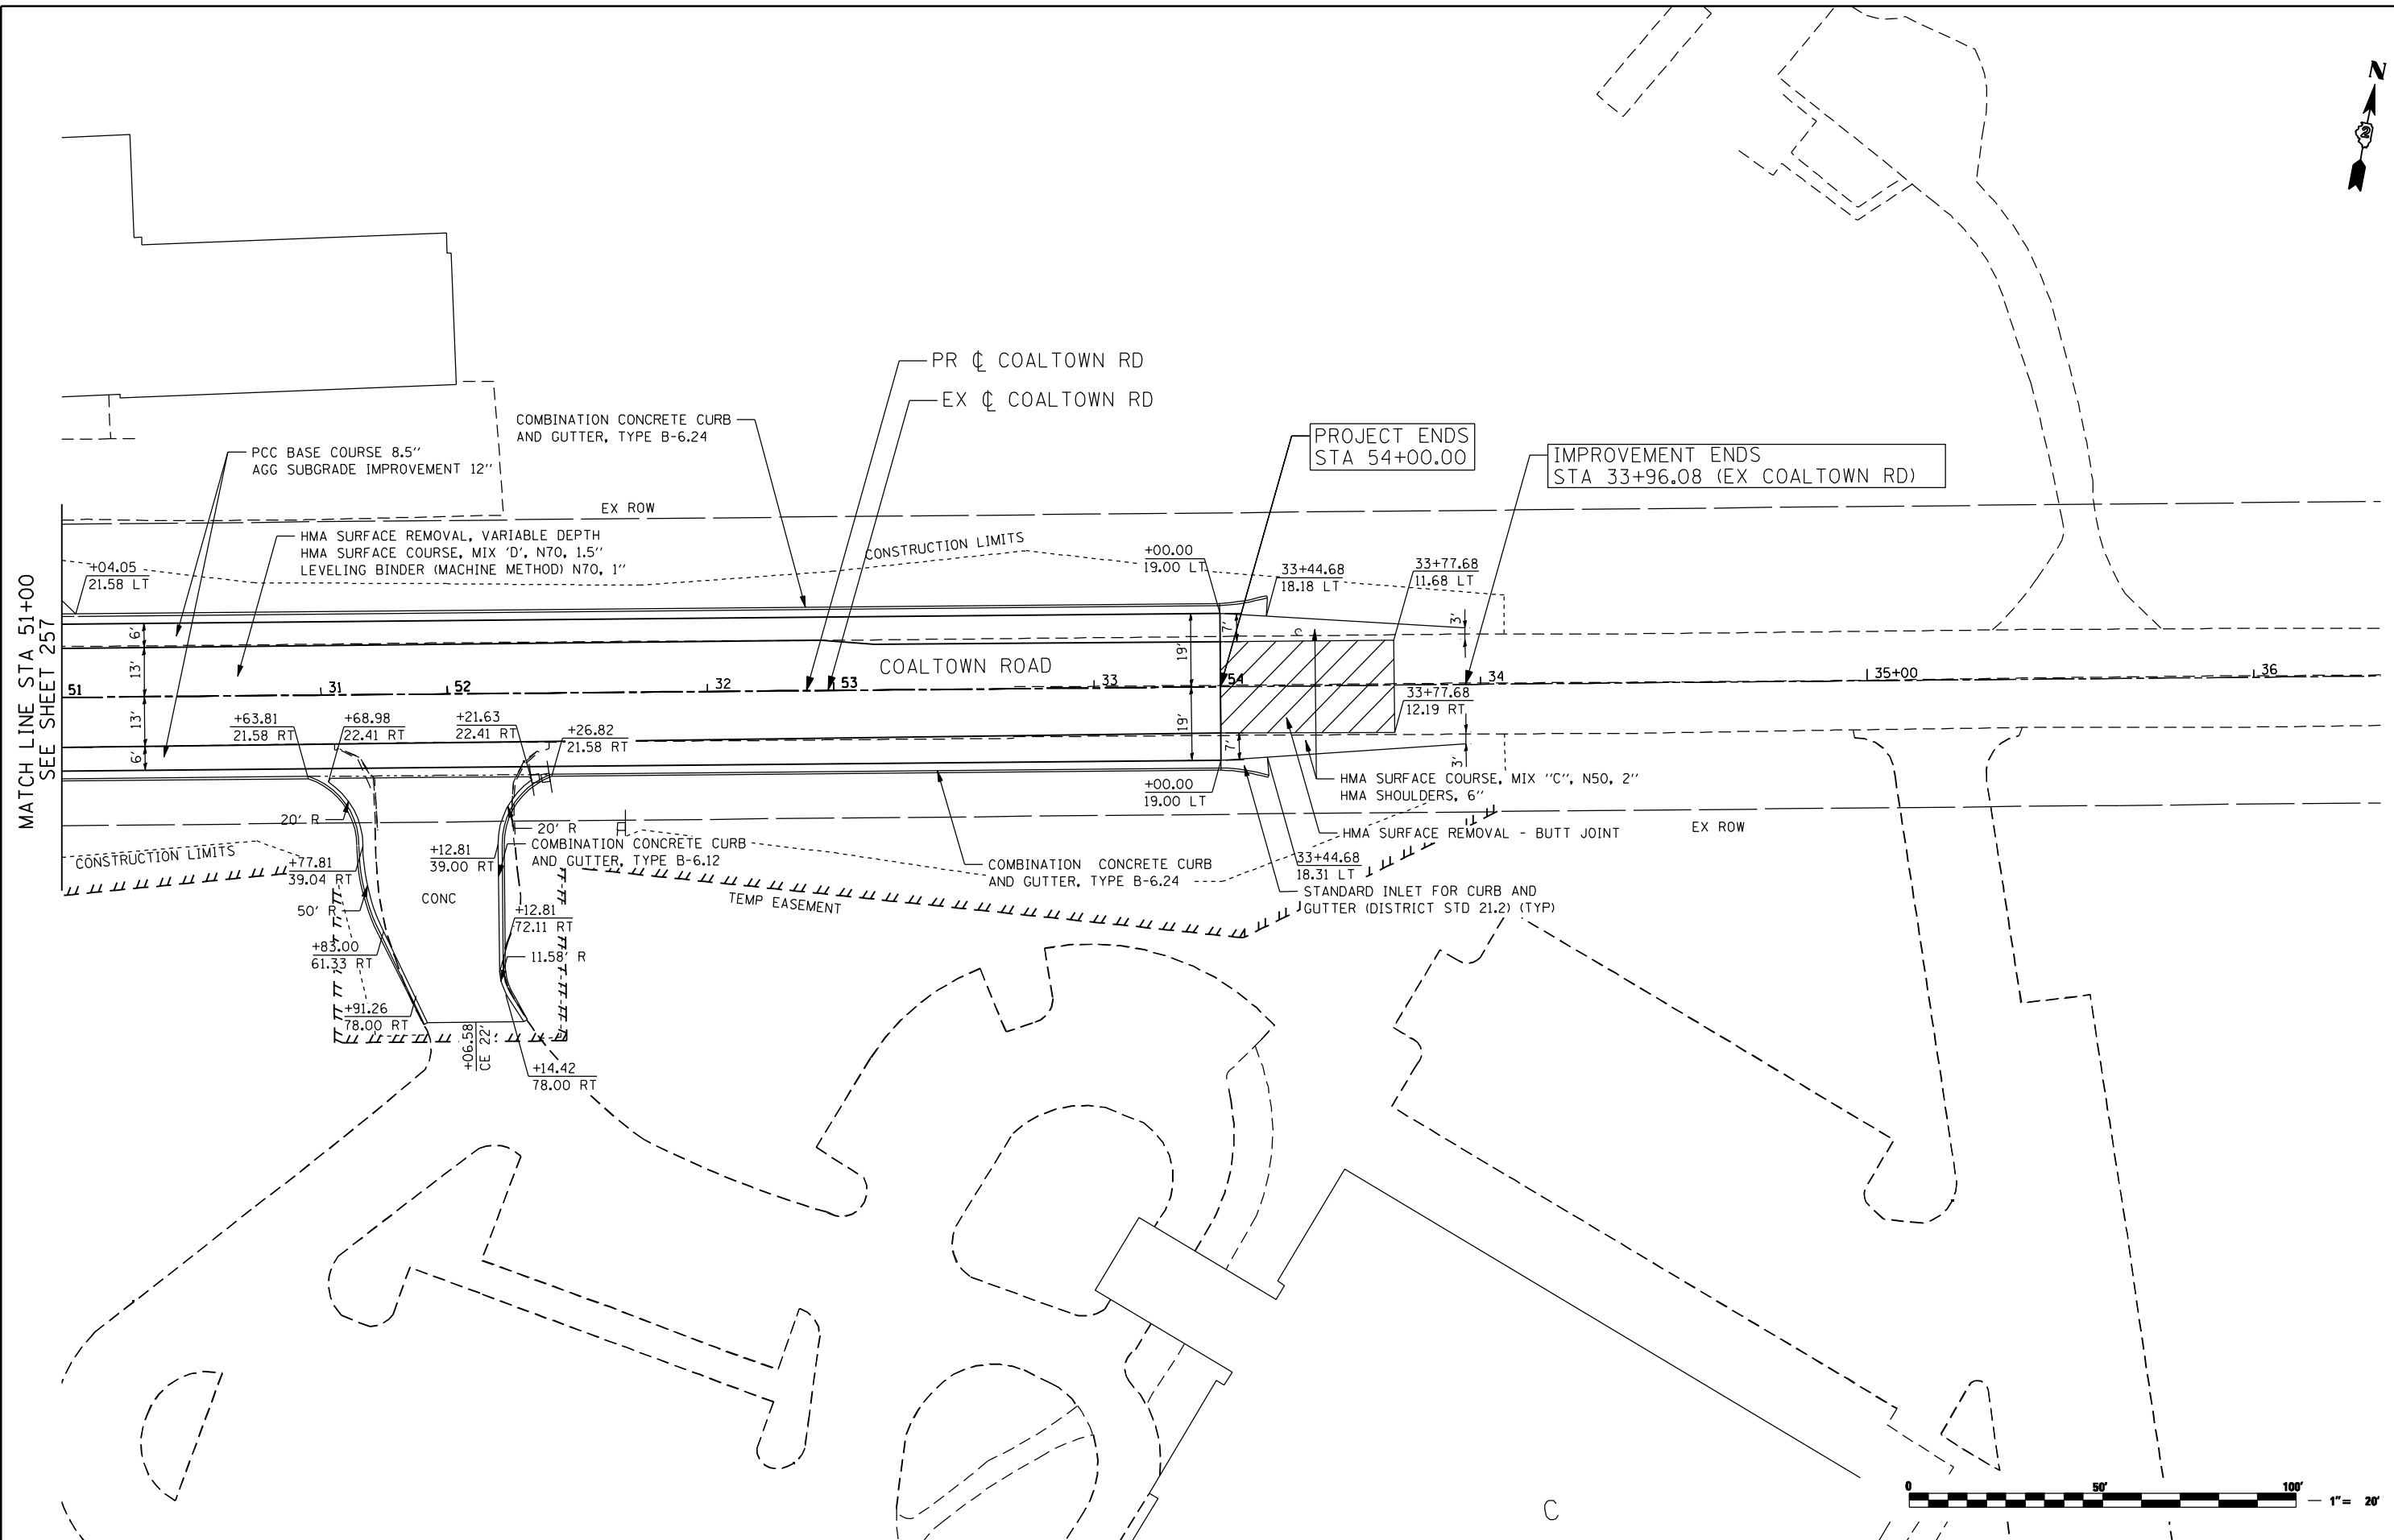 N
2
PR ℄ COALTOWN RD
EX ℄ COALTOWN RD
COMBINATION CONCRETE CURB
AND GUTTER, TYPE B-6.24
PROJECT ENDS
STA 54+00.00
IMPROVEMENT ENDS
STA 33+96.08 (EX COALTOWN RD)
PCC BASE COURSE 8.5"
AGG SUBGRADE IMPROVEMENT 12"
EX ROW
HMA SURFACE REMOVAL, VARIABLE DEPTH
HMA SURFACE COURSE, MIX 'D', N70, 1.5"
LEVELING BINDER (MACHINE METHOD) N70, 1"
CONSTRUCTION LIMITS
+04.05
21.58 LT
+00.00
19.00 LT
33+44.68
18.18 LT
33+77.68
11.68 LT
MATCH LINE STA 51+00
SEE SHEET 257
6'
13'
13'
6'
19'
19'
7'
7'
3'
3'
COALTOWN ROAD
51
31
52
32
53
33
54
34
35+00
36
33+77.68
12.19 RT
+63.81
21.58 RT
+68.98
22.41 RT
+21.63
22.41 RT
+26.82
21.58 RT
+00.00
19.00 LT
HMA SURFACE COURSE, MIX "C", N50, 2"
HMA SHOULDERS, 6"
HMA SURFACE REMOVAL - BUTT JOINT
EX ROW
20' R
20' R
COMBINATION CONCRETE CURB
AND GUTTER, TYPE B-6.12
+12.81
39.00 RT
COMBINATION CONCRETE CURB
AND GUTTER, TYPE B-6.24
33+44.68
18.31 LT
STANDARD INLET FOR CURB AND
GUTTER (DISTRICT STD 21.2) (TYP)
CONSTRUCTION LIMITS
+77.81
39.04 RT
CONC
TEMP EASEMENT
50' R
+12.81
72.11 RT
+83.00
61.33 RT
11.58' R
+91.26
78.00 RT
+06.58
CE 22'
+14.42
78.00 RT
C
0
50'
100'
1" = 20'